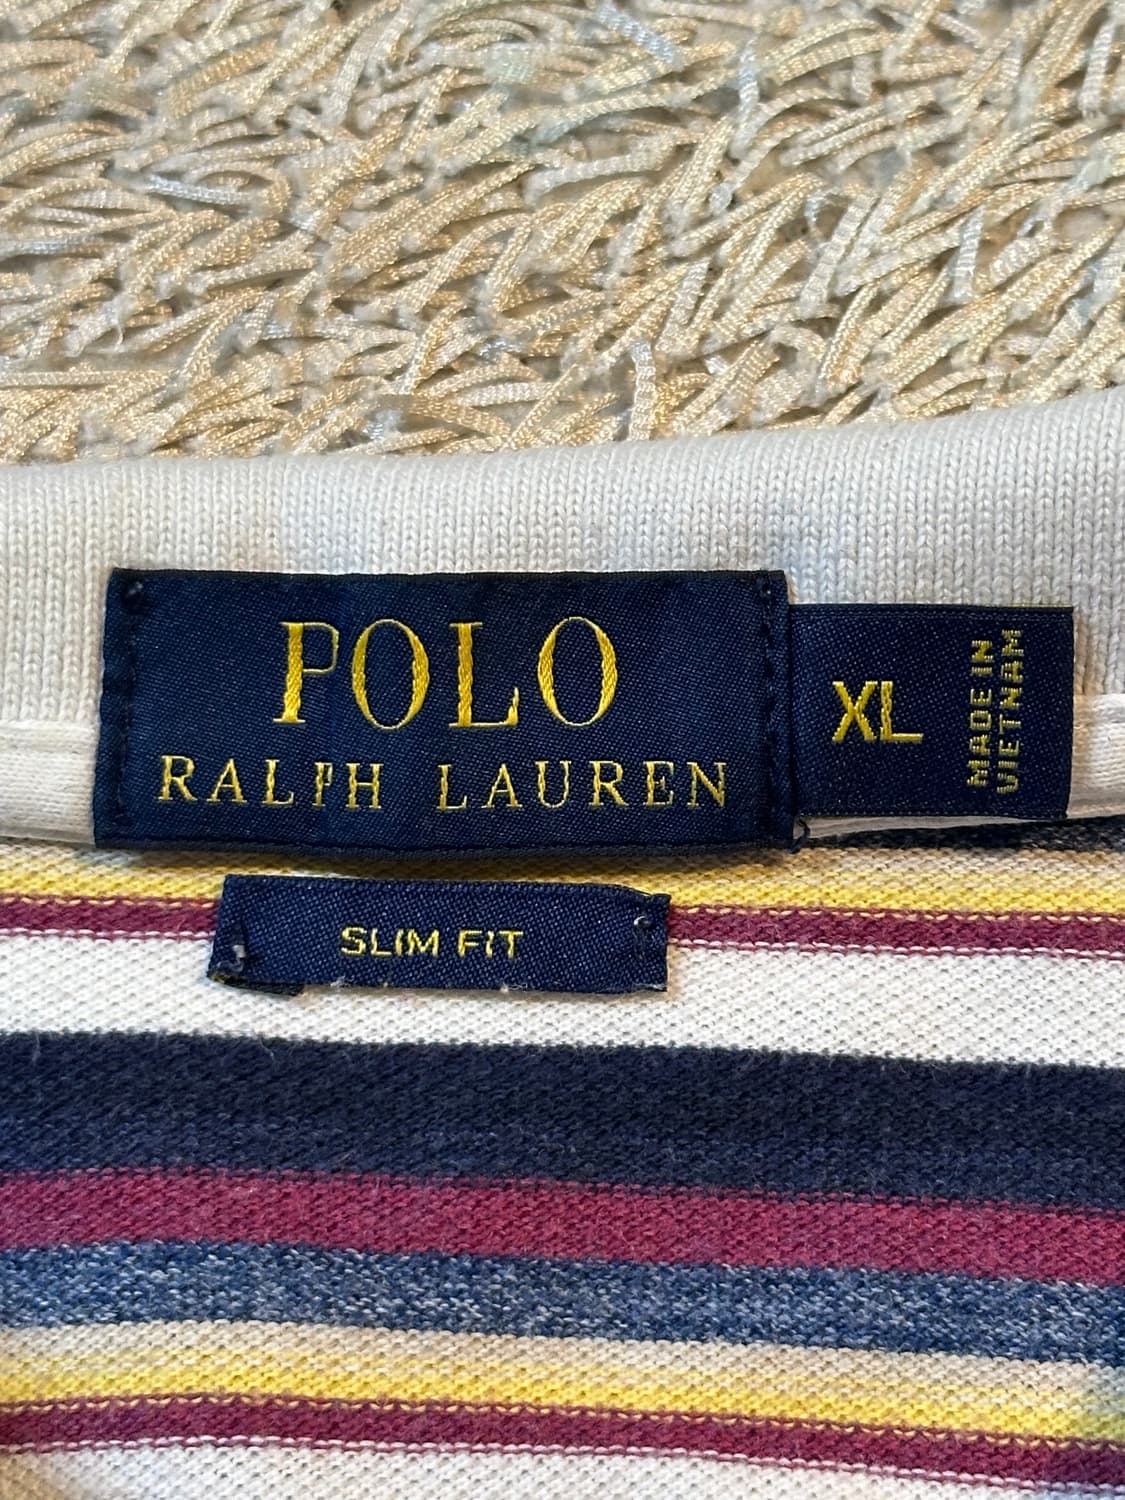 POLO
RALPH LAUREN
XL
MADE IN
VIETNAM
SLIM FIT